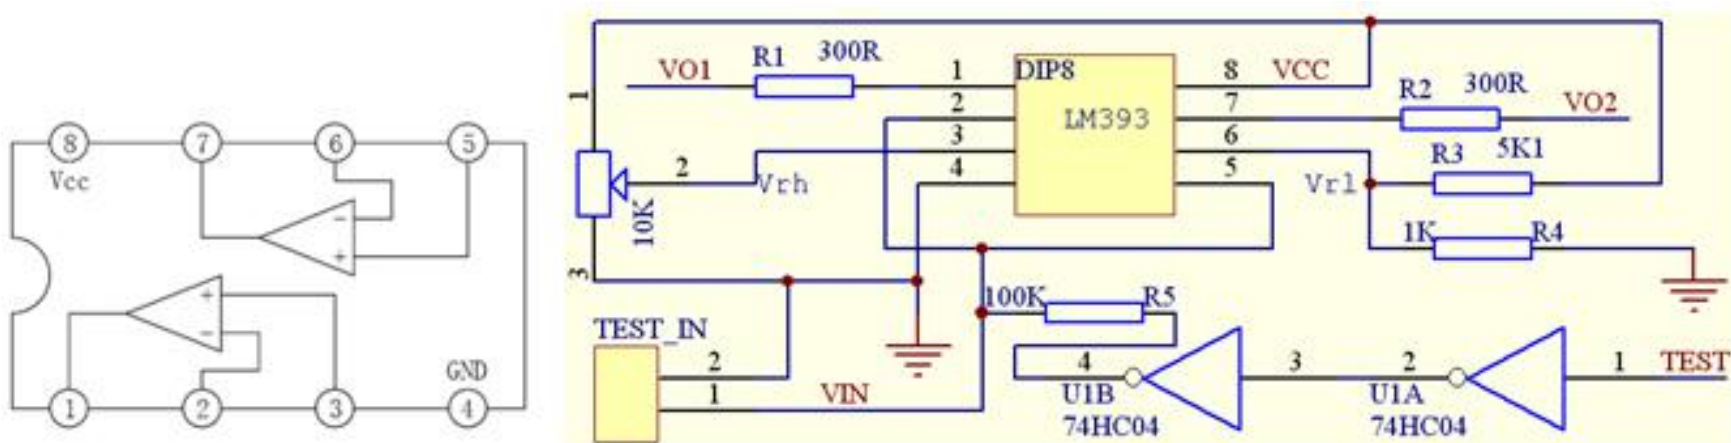 8 7 6 5
Vcc
− +
+ −
GND
1 2 3 4
R1 300R
VO1 1 DIP8 8 VCC
R2 300R
1 2 LM393 7 VO2
3 6 R3 5K1
2 Vrh 4 5 Vrl
10K
1K R4
3
100K R5
TEST_IN
2 4 3 2 1 TEST
1 VIN U1B U1A
74HC04 74HC04